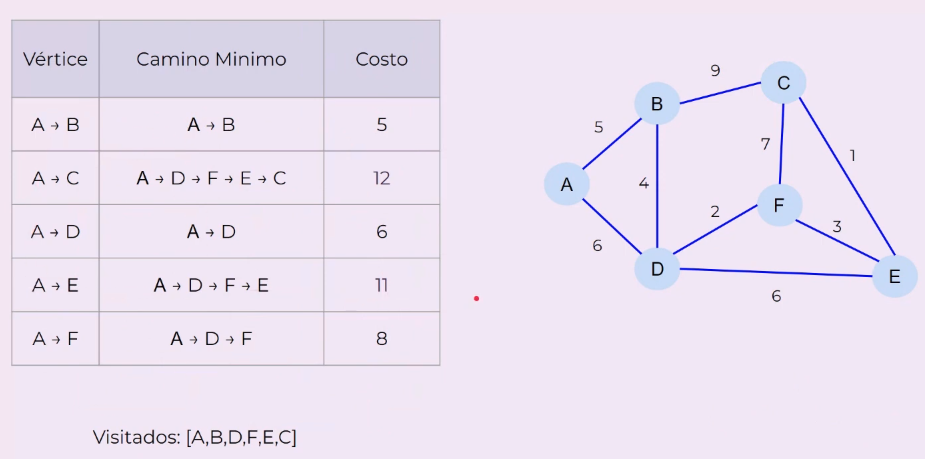 Vértice Camino Minimo Costo
A → B A → B 5
A → C A → D → F → E → C 12
A → D A → D 6
A → E A → D → F → E 11
A → F A → D → F 8
Visitados: [A,B,D,F,E,C]
9
C
B
5
7
1
A
4
F
2
3
6
D
E
6